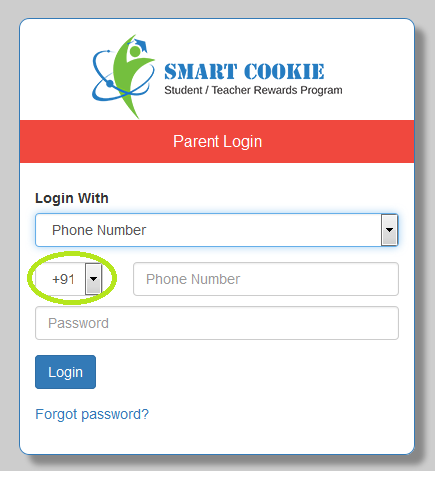 SMART COOKIE
Student / Teacher Rewards Program
Parent Login
Login With
Phone Number
+91 Phone Number
Password
Login
Forgot password?